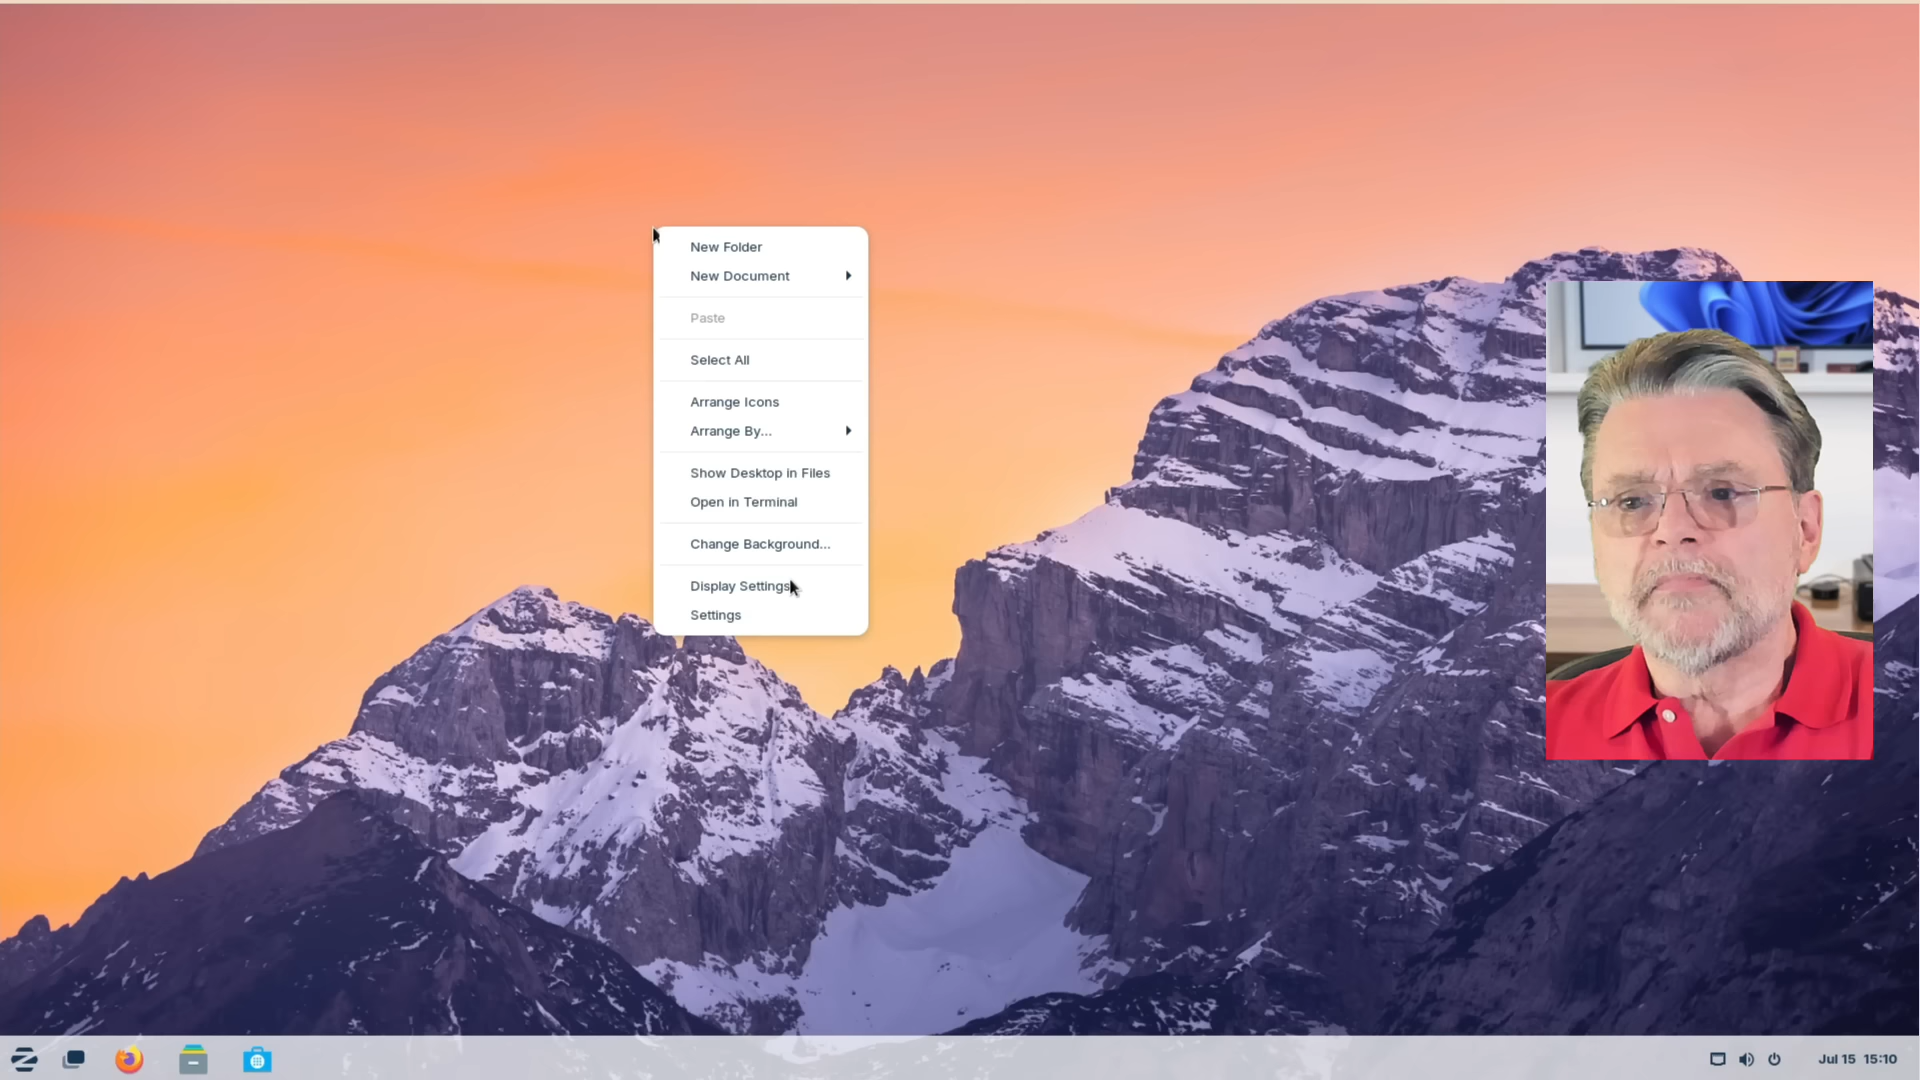 New Folder
New Document
Paste
Select All
Arrange Icons
Arrange By...
Show Desktop in Files
Open in Terminal
Change Background...
Display Settings
Settings
Jul 15 15:10